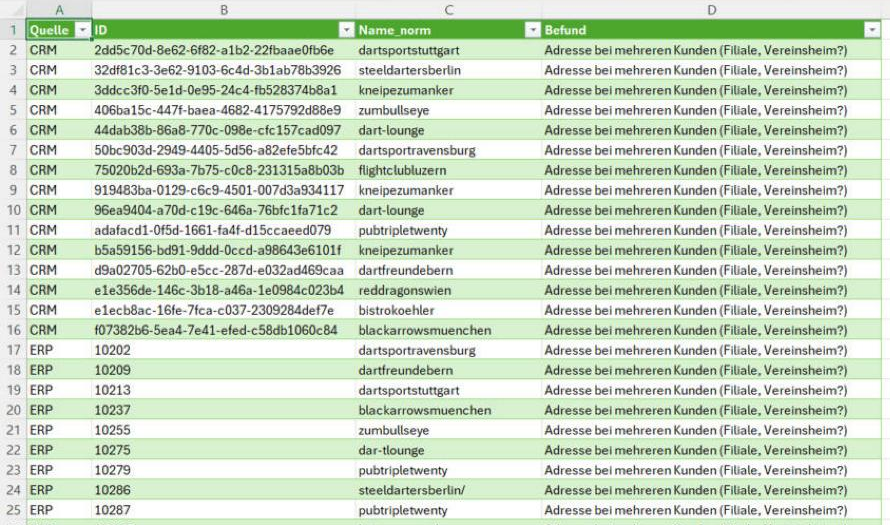 A B C D
1 Quelle ID Name_norm Befund
2 CRM 2dd5c70d-8e62-6f82-a1b2-22fbaae0fb6e dartsportstuttgart Adresse bei mehreren Kunden (Filiale, Vereinsheim?)
3 CRM 32df81c3-3e62-9103-6c4d-3b1ab78b3926 steeldartersberlin Adresse bei mehreren Kunden (Filiale, Vereinsheim?)
4 CRM 3ddcc3f0-5e1d-0e95-24c4-fb528374b8a1 kneipezumanker Adresse bei mehreren Kunden (Filiale, Vereinsheim?)
5 CRM 406ba15c-447f-baea-4682-4175792d88e9 zumbullseye Adresse bei mehreren Kunden (Filiale, Vereinsheim?)
6 CRM 44dab38b-86a8-770c-098e-cfc157cad097 dart-lounge Adresse bei mehreren Kunden (Filiale, Vereinsheim?)
7 CRM 50bc903d-2949-4405-5d56-a82efe5bfc42 dartsportravensburg Adresse bei mehreren Kunden (Filiale, Vereinsheim?)
8 CRM 75020b2d-693a-7b75-c0c8-231315a8b03b flightclubluzern Adresse bei mehreren Kunden (Filiale, Vereinsheim?)
9 CRM 919483ba-0129-c6c9-4501-007d3a934117 kneipezumanker Adresse bei mehreren Kunden (Filiale, Vereinsheim?)
10 CRM 96ea9404-a70d-c19c-646a-76bfc1fa71c2 dart-lounge Adresse bei mehreren Kunden (Filiale, Vereinsheim?)
11 CRM adafacd1-0f5d-1661-fa4f-d15ccaeed079 pubtripletwenty Adresse bei mehreren Kunden (Filiale, Vereinsheim?)
12 CRM b5a59156-bd91-9ddd-0ccd-a98643e6101f kneipezumanker Adresse bei mehreren Kunden (Filiale, Vereinsheim?)
13 CRM d9a02705-62b0-e5cc-287d-e032ad469caa dartfreundebern Adresse bei mehreren Kunden (Filiale, Vereinsheim?)
14 CRM e1e356de-146c-3b18-a46a-1e0984c023b4 reddragonswien Adresse bei mehreren Kunden (Filiale, Vereinsheim?)
15 CRM e1ecb8ac-16fe-7fca-c037-2309284def7e bistrokoehler Adresse bei mehreren Kunden (Filiale, Vereinsheim?)
16 CRM f07382b6-5ea4-7e41-efed-c58db1060c84 blackarrowsmuenchen Adresse bei mehreren Kunden (Filiale, Vereinsheim?)
17 ERP 10202 dartsportravensburg Adresse bei mehreren Kunden (Filiale, Vereinsheim?)
18 ERP 10209 dartfreundebern Adresse bei mehreren Kunden (Filiale, Vereinsheim?)
19 ERP 10213 dartsportstuttgart Adresse bei mehreren Kunden (Filiale, Vereinsheim?)
20 ERP 10237 blackarrowsmuenchen Adresse bei mehreren Kunden (Filiale, Vereinsheim?)
21 ERP 10255 zumbullseye Adresse bei mehreren Kunden (Filiale, Vereinsheim?)
22 ERP 10275 dar-tlounge Adresse bei mehreren Kunden (Filiale, Vereinsheim?)
23 ERP 10279 pubtripletwenty Adresse bei mehreren Kunden (Filiale, Vereinsheim?)
24 ERP 10286 steeldartersberlin/ Adresse bei mehreren Kunden (Filiale, Vereinsheim?)
25 ERP 10287 pubtripletwenty Adresse bei mehreren Kunden (Filiale, Vereinsheim?)